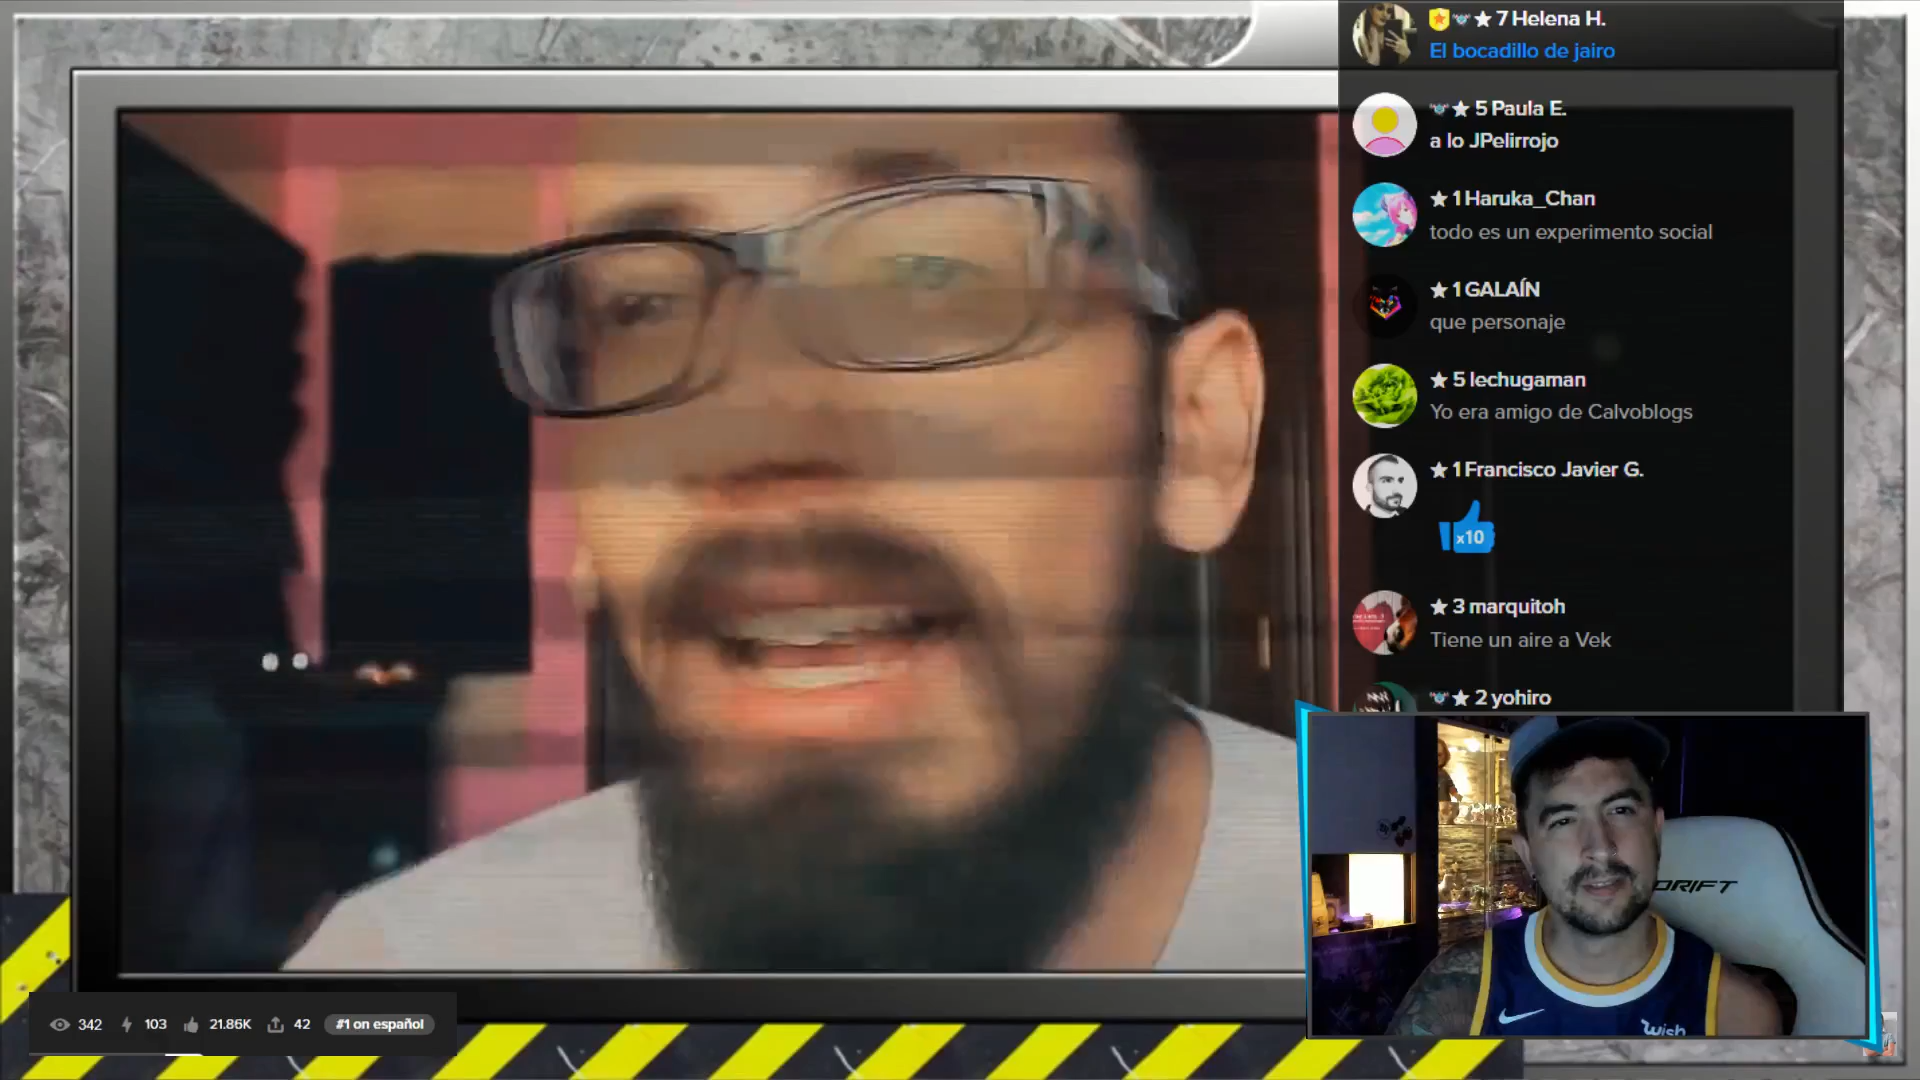 7 Helena H.
El bocadillo de jairo
5 Paula E.
a lo JPelirrojo
1 Haruka_Chan
todo es un experimento social
1 GALAÍN
que personaje
5 lechugaman
Yo era amigo de Calvoblogs
1 Francisco Javier G.
x10
3 marquitoh
Tiene un aire a Vek
2 yohiro
DRIFT
wish
342 103 21.86K 42 #1 on español